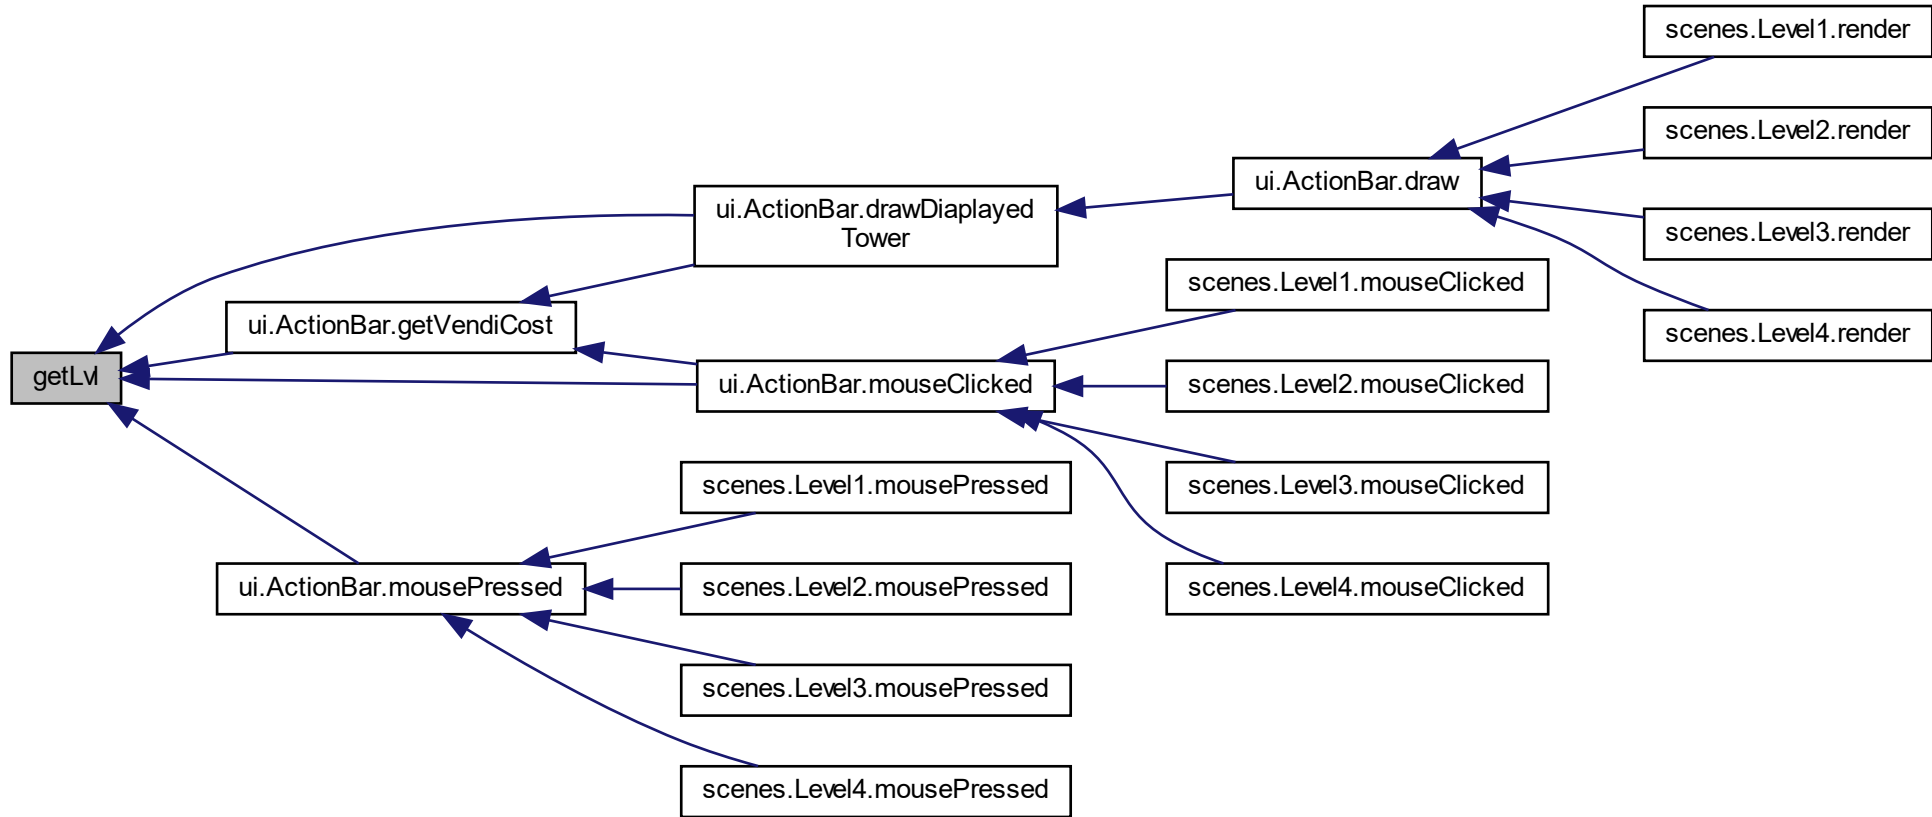 scenes.Level1.render
scenes.Level2.render
ui.ActionBar.draw
ui.ActionBar.drawDiaplayed
Tower
scenes.Level3.render
scenes.Level1.mouseClicked
ui.ActionBar.getVendiCost
scenes.Level4.render
getLvl
ui.ActionBar.mouseClicked
scenes.Level2.mouseClicked
scenes.Level1.mousePressed
scenes.Level3.mouseClicked
ui.ActionBar.mousePressed
scenes.Level2.mousePressed
scenes.Level4.mouseClicked
scenes.Level3.mousePressed
scenes.Level4.mousePressed